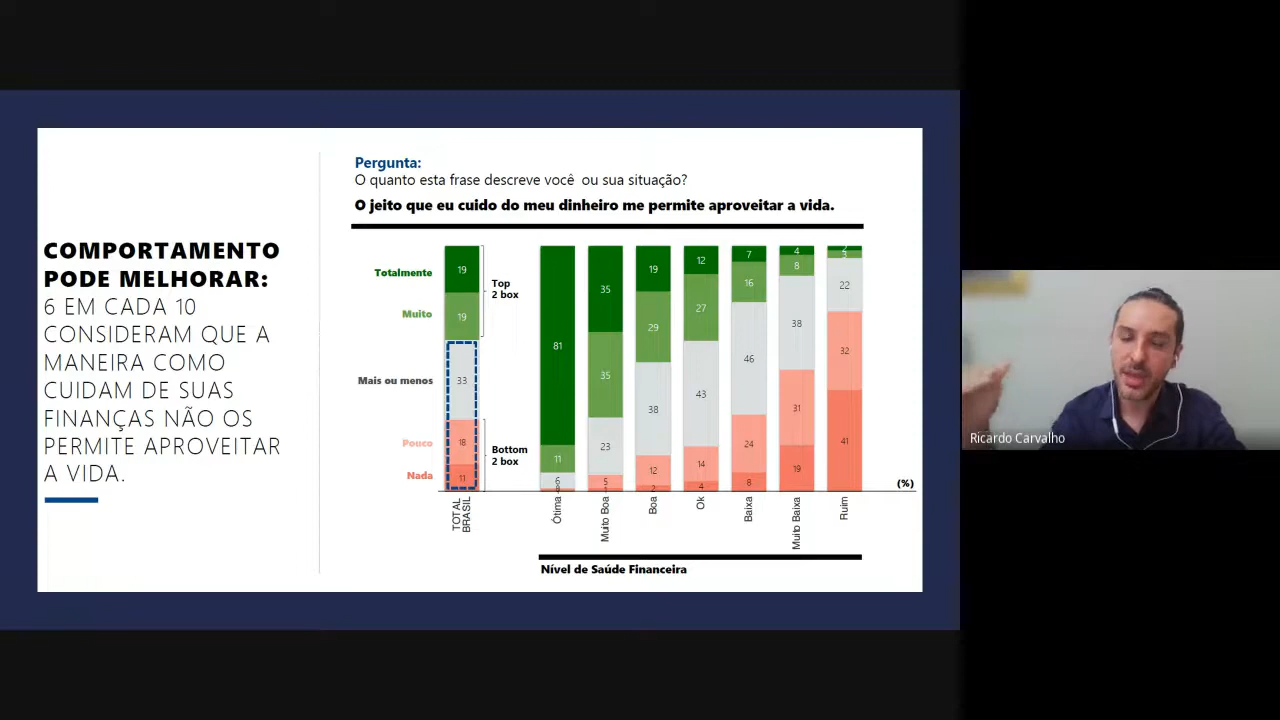 COMPORTAMENTO
PODE MELHORAR:
6 EM CADA 10
CONSIDERAM QUE A
MANEIRA COMO
CUIDAM DE SUAS
FINANÇAS NÃO OS
PERMITE APROVEITAR
A VIDA.
Pergunta:
O quanto esta frase descreve você ou sua situação?
O jeito que eu cuido do meu dinheiro me permite aproveitar a vida.
Totalmente
Muito
Mais ou menos
Pouco
Nada
19
19
33
18
11
Top
2 box
Bottom
2 box
81
11
6
35
35
23
5
1
19
29
38
12
2
12
27
43
14
4
7
16
46
24
8
4
8
38
31
19
2
3
22
32
41
(%)
TOTAL
BRASIL
Ótima
Muito Boa
Boa
Ok
Baixa
Muito Baixa
Ruim
Nível de Saúde Financeira
Ricardo Carvalho